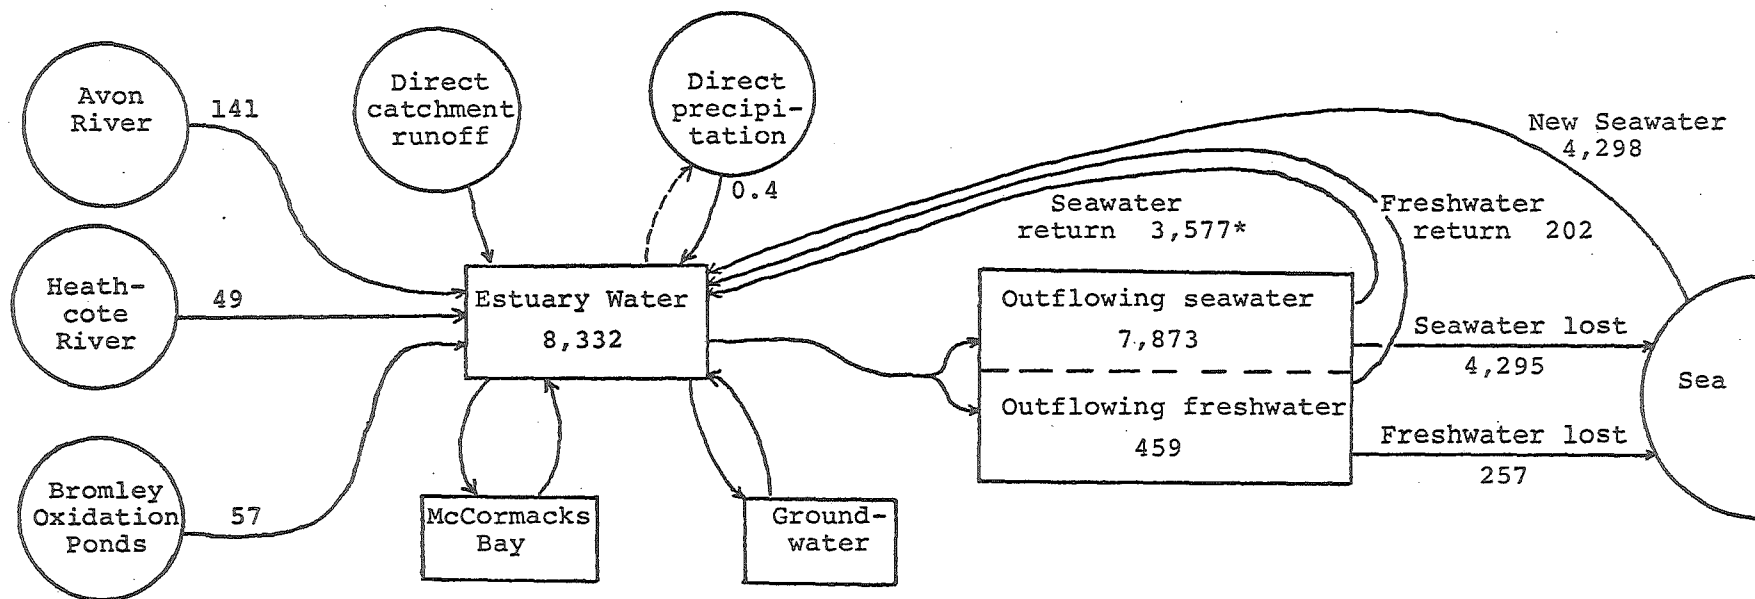 Avon
River
141
Direct
catchment
runoff
Direct
precipi-
tation
0.4
New Seawater
4,298
Seawater
return 3,577*
Freshwater
return 202
Heath-
cote
River
49
Estuary Water
8,332
Outflowing seawater
7,873
Seawater lost
4,295
Sea
Outflowing freshwater
459
Freshwater lost
257
Bromley
Oxidation
Ponds
57
McCormacks
Bay
Ground-
water